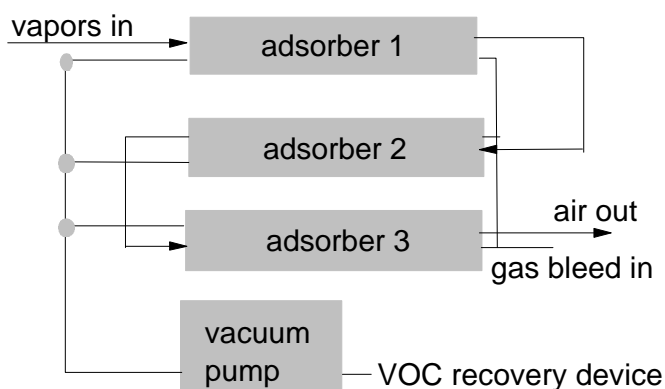 vapors in
adsorber 1
adsorber 2
adsorber 3
air out
gas bleed in
vacuum
pump
VOC recovery device